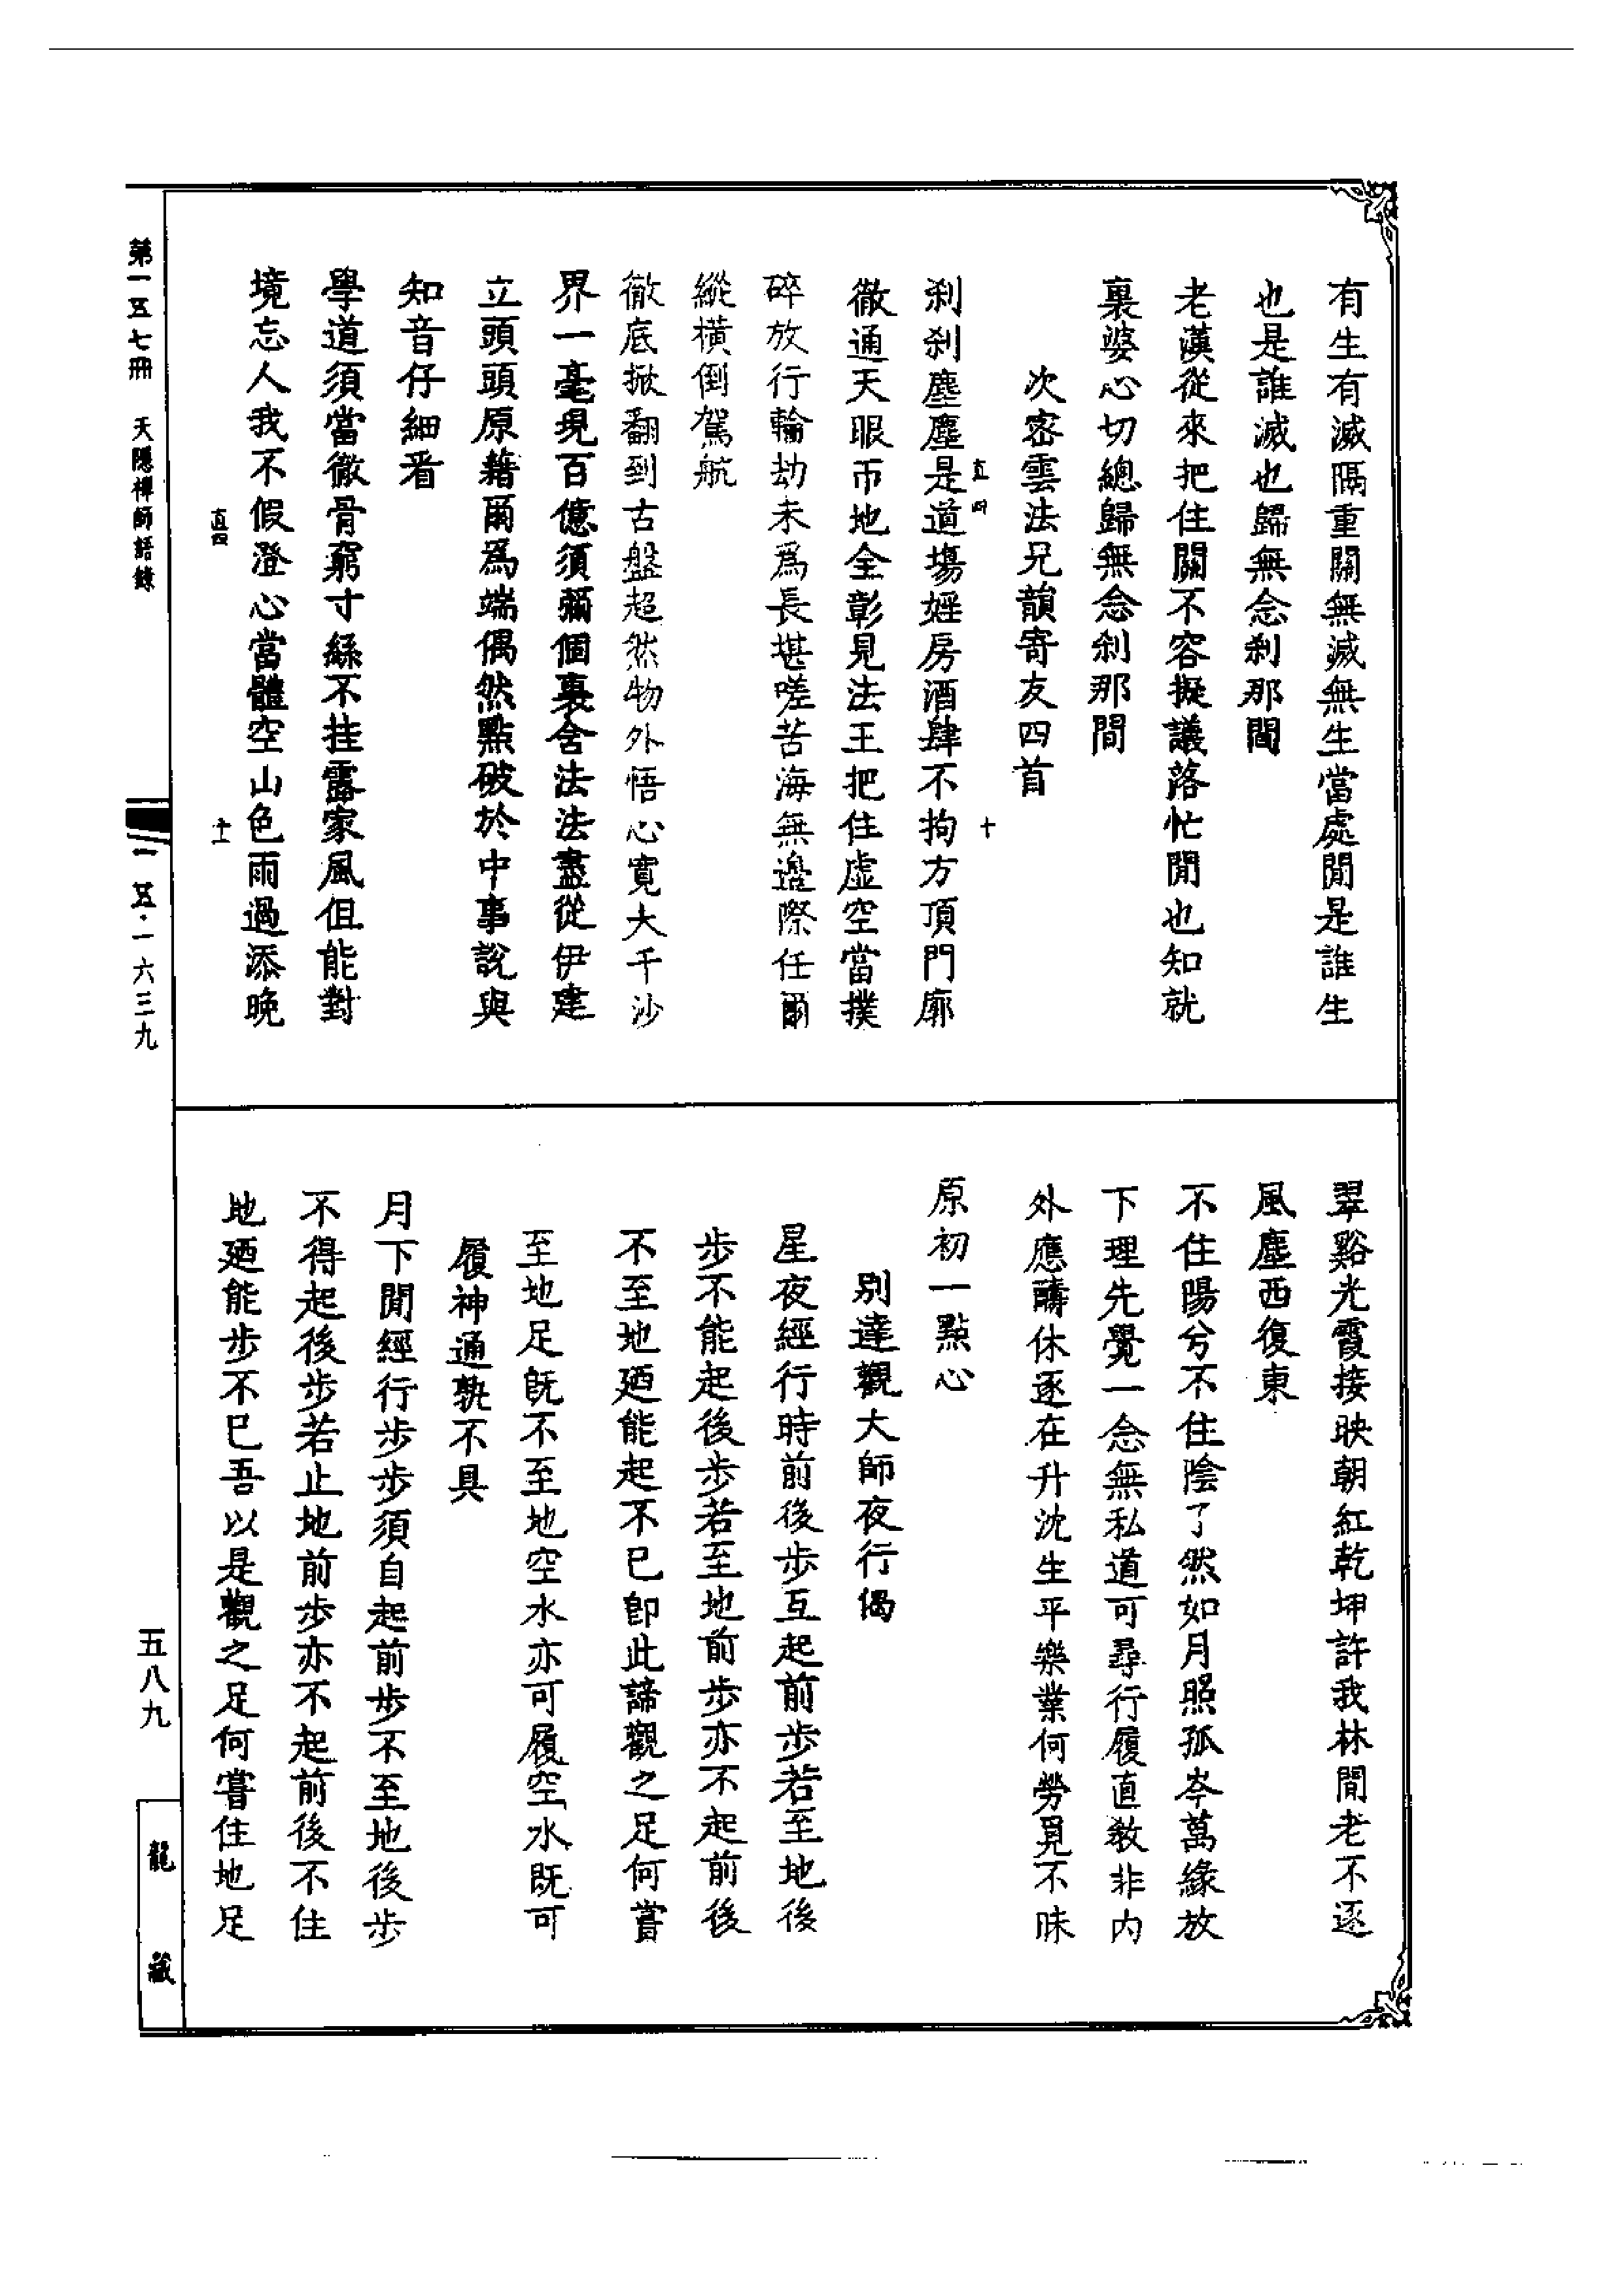 有生有滅隔重關無滅無生當處閒是誰生
也是誰滅也歸無念刹那間
老漢從來把住關不容擬議落忙閒也知就
裏婆心切總歸無念刹那間
次密雲法兄韻寄友四首
直四
十
刹刹塵塵是道場婬房酒肆不拘方頂門廓
徹通天眼帀地全彰見法王把住虛空當撲
碎放行輪劫未爲長堪嗟苦海無邊際任爾
縱橫倒駕航
徹底掀翻到古盤超然物外悟心寬大千沙
界一毫現百億須彌個裏含法法盡從伊建
立頭頭原藉爾爲端偶然點破於中事說與
知音仔細看
學道須當徹骨窮寸絲不挂露家風但能對
境忘人我不假澄心當體空山色雨過添晚
直四
十一
翠谿光霞接映朝紅乾坤許我林閒老不逐
風塵西復東
不住陽兮不住陰了然如月照孤岑萬緣放
下理先覺一念無私道可尋行履直教非内
外應醻休逐在升沈生平樂業何勞覓不昧
原初一點心
別達觀大師夜行偈
星夜經行時前後步互起前步若至地後
步不能起後步若至地前步亦不起前後
不至地廼能起不已卽此諦觀之足何嘗
至地足旣不至地空水亦可履空水既可
履神通孰不具
月下閒經行步步須自起前步不至地後步
不得起後步若止地前步亦不起前後不住
地廼能步不已吾以是觀之足何嘗住地足
第一五七冊　天隱禪師語錄
一五·一六三九
五八九
龍藏